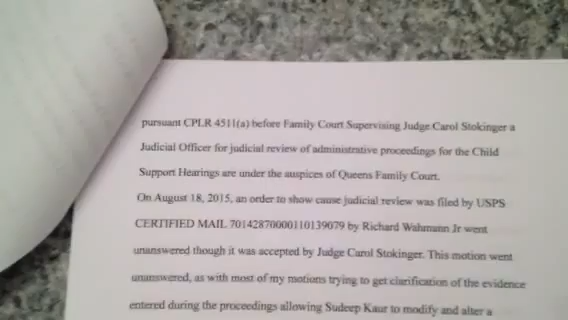 pursuant CPLR 4511(a) before Family Court Supervising Judge Carol Stokinger a
Judicial Officer for judicial review of administrative proceedings for the Child
Support Hearings are under the auspices of Queens Family Court.
On August 18, 2015, an order to show cause judicial review was filed by USPS
CERTIFIED MAIL 70142870000110139079 by Richard Wahmann Jr went
unanswered though it was accepted by Judge Carol Stokinger. This motion went
unanswered, as with most of my motions trying to get clarification of the evidence
entered during the proceedings allowing Sudeep Kaur to modify and alter a